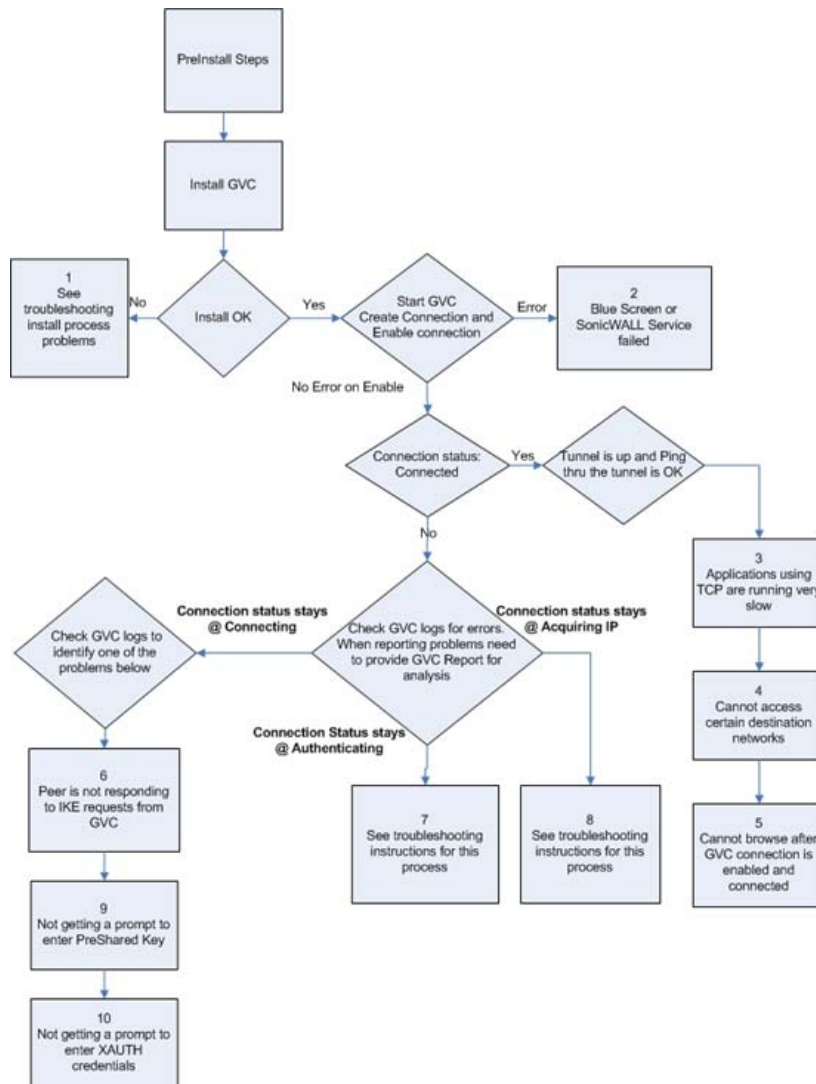 PreInstall Steps
Install GVC
1
See
troubleshooting
install process
problems
No
Install OK
Yes
Start GVC
Create Connection and
Enable connection
Error
2
Blue Screen or
SonicWALL Service
failed
No Error on Enable
Connection status:
Connected
Yes
Tunnel is up and Ping
thru the tunnel is OK
No
3
Applications using
TCP are running very
slow
Connection status stays
@ Connecting
Connection status stays
@ Acquiring IP
Check GVC logs to
identify one of the
problems below
Check GVC logs for errors.
When reporting problems need
to provide GVC Report for
analysis
4
Cannot access
certain destination
networks
Connection Status stays
@ Authenticating
6
Peer is not responding
to IKE requests from
GVC
7
See troubleshooting
instructions for this
process
8
See troubleshooting
instructions for this
process
5
Cannot browse after
GVC connection is
enabled and
connected
9
Not getting a prompt to
enter PreShared Key
10
Not getting a prompt to
enter XAUTH
credentials